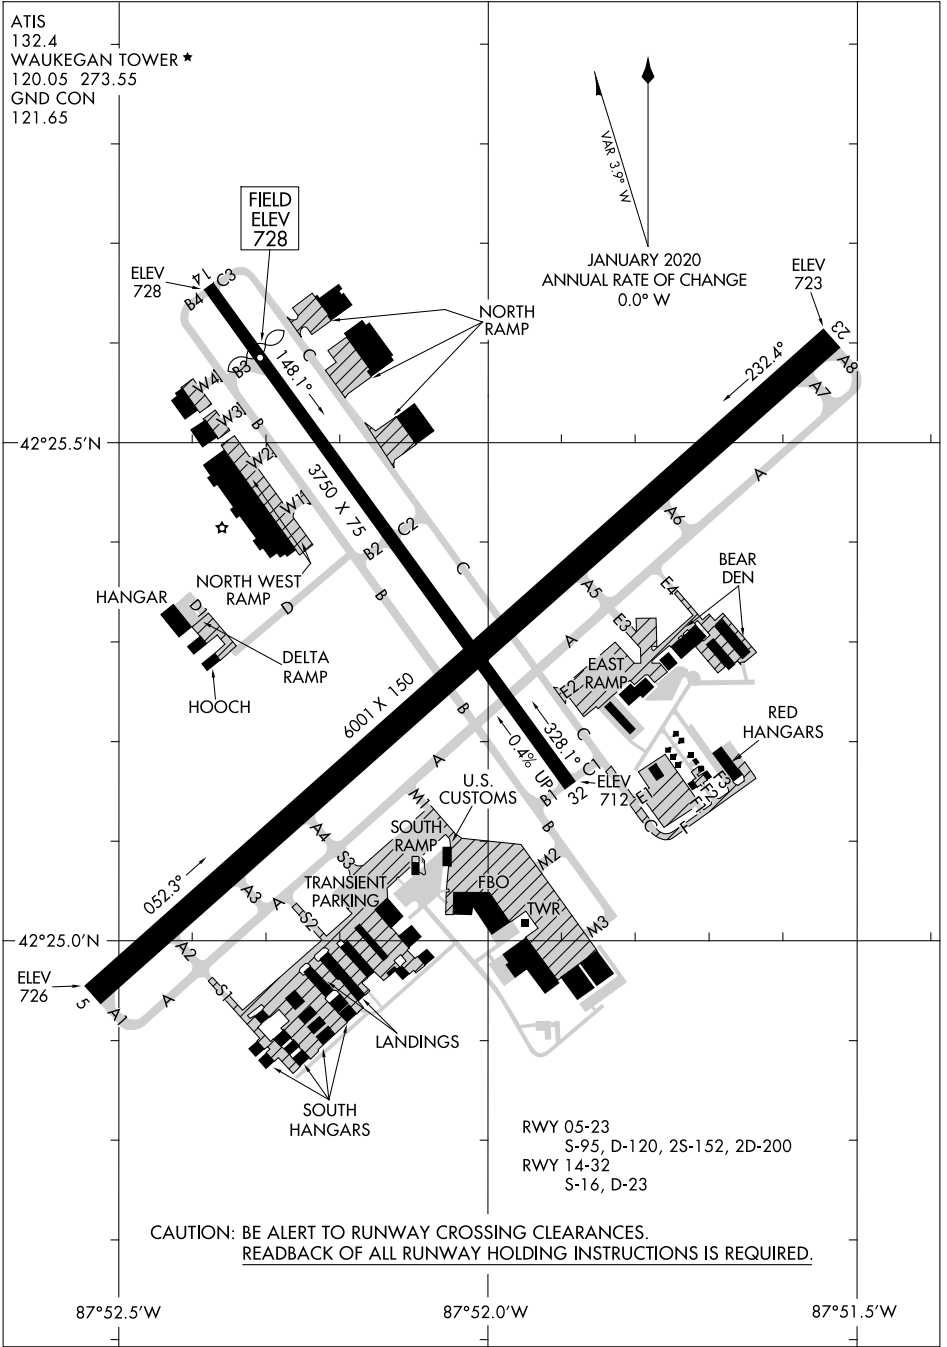 ATIS
132.4
WAUKEGAN TOWER ★
120.05 273.55
GND CON
121.65
VAR 3.9° W
JANUARY 2020
ANNUAL RATE OF CHANGE
0.0° W
FIELD
ELEV
728
ELEV
728
14
C3
B4
NORTH
RAMP
ELEV
723
23
A8
A7
232.4°
B3
148.1°
C
W4
W3
B
W2
W1
3750 X 75
42°25.5'N
A
A6
C2
B2
C
NORTH WEST
RAMP
BEAR
DEN
HANGAR
D1
D
B
A5
E4
E3
A
DELTA
RAMP
EAST
RAMP
E2
HOOCH
6001 X 150
B
C
328.1°
0.4% UP
RED
HANGARS
A
U.S.
CUSTOMS
C1
ELEV
712
32
B1
E1
F3
F2
F1
F
C
M1
A4
SOUTH
RAMP
B
M2
S3
052.3°
TRANSIENT
PARKING
FBO
A3
A
S2
TWR
M3
42°25.0'N
A2
ELEV
726
5
A1
A
S1
LANDINGS
SOUTH
HANGARS
RWY 05-23
S-95, D-120, 2S-152, 2D-200
RWY 14-32
S-16, D-23
CAUTION: BE ALERT TO RUNWAY CROSSING CLEARANCES.
READBACK OF ALL RUNWAY HOLDING INSTRUCTIONS IS REQUIRED.
87°52.5'W
87°52.0'W
87°51.5'W